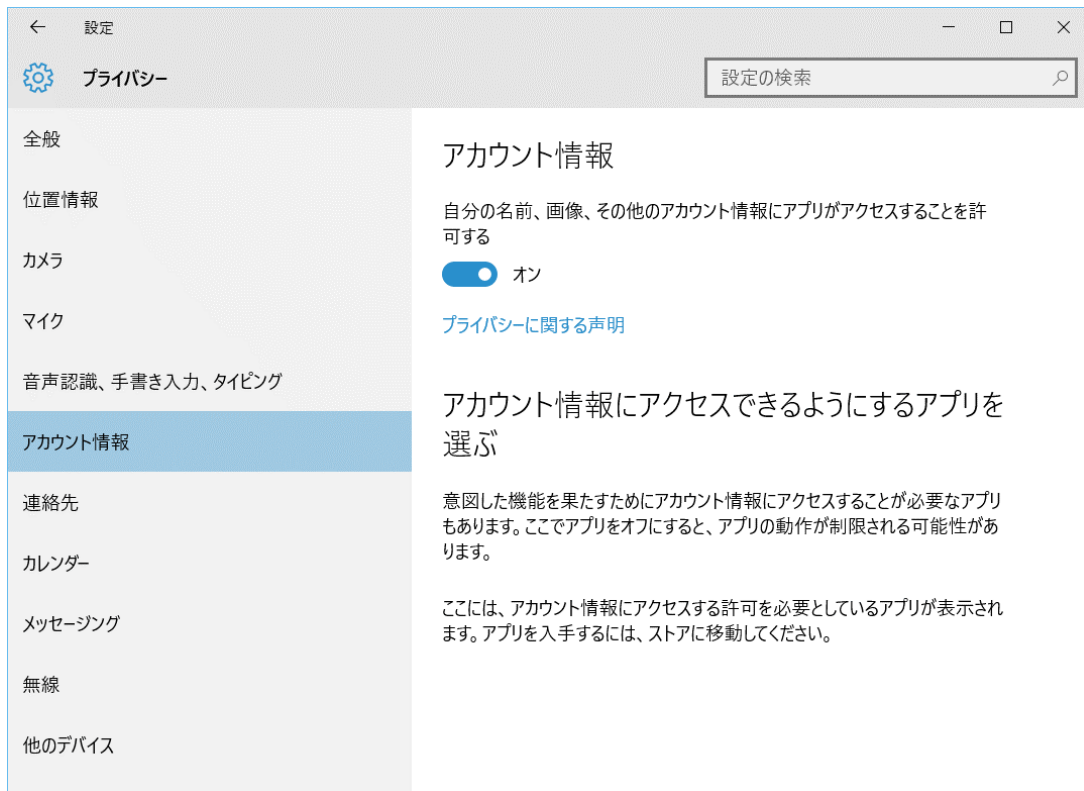 設定
プライバシー
設定の検索
全般
位置情報
カメラ
マイク
音声認識、手書き入力、タイピング
アカウント情報
連絡先
カレンダー
メッセージング
無線
他のデバイス
アカウント情報
自分の名前、画像、その他のアカウント情報にアプリがアクセスすることを許
可する
オン
プライバシーに関する声明
アカウント情報にアクセスできるようにするアプリを
選ぶ
意図した機能を果たすためにアカウント情報にアクセスすることが必要なアプリ
もあります。ここでアプリをオフにすると、アプリの動作が制限される可能性があ
ります。
ここには、アカウント情報にアクセスする許可を必要としているアプリが表示され
ます。アプリを入手するには、ストアに移動してください。